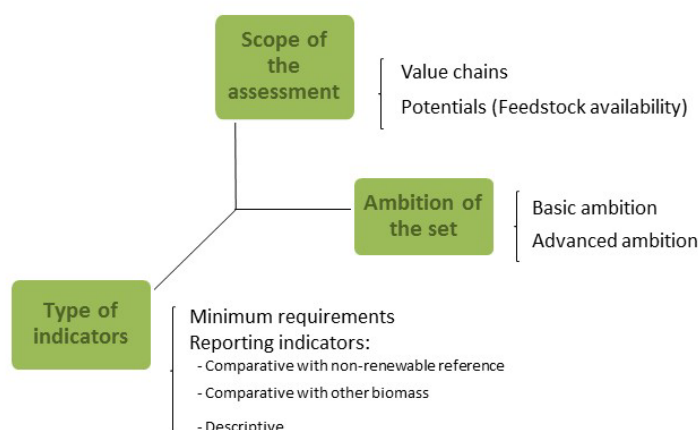 Scope of
the
assessment
Value chains
Potentials (Feedstock availability)
Ambition of
the set
Basic ambition
Advanced ambition
Type of
indicators
Minimum requirements
Reporting indicators:
- Comparative with non-renewable reference
- Comparative with other biomass
- Descriptive